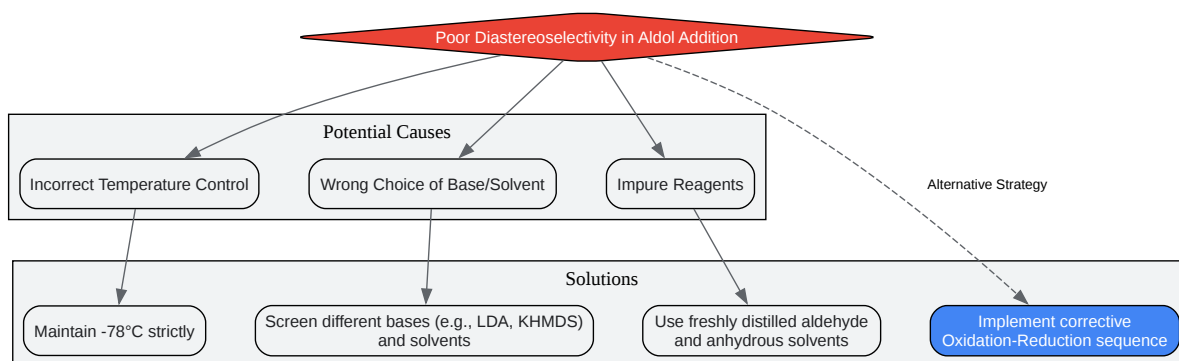 Poor Diastereoselectivity in Aldol Addition
Potential Causes
Incorrect Temperature Control
Wrong Choice of Base/Solvent
Impure Reagents
Alternative Strategy
Solutions
Maintain -78°C strictly
Screen different bases (e.g., LDA, KHMDS)
and solvents
Use freshly distilled aldehyde
and anhydrous solvents
Implement corrective
Oxidation-Reduction sequence